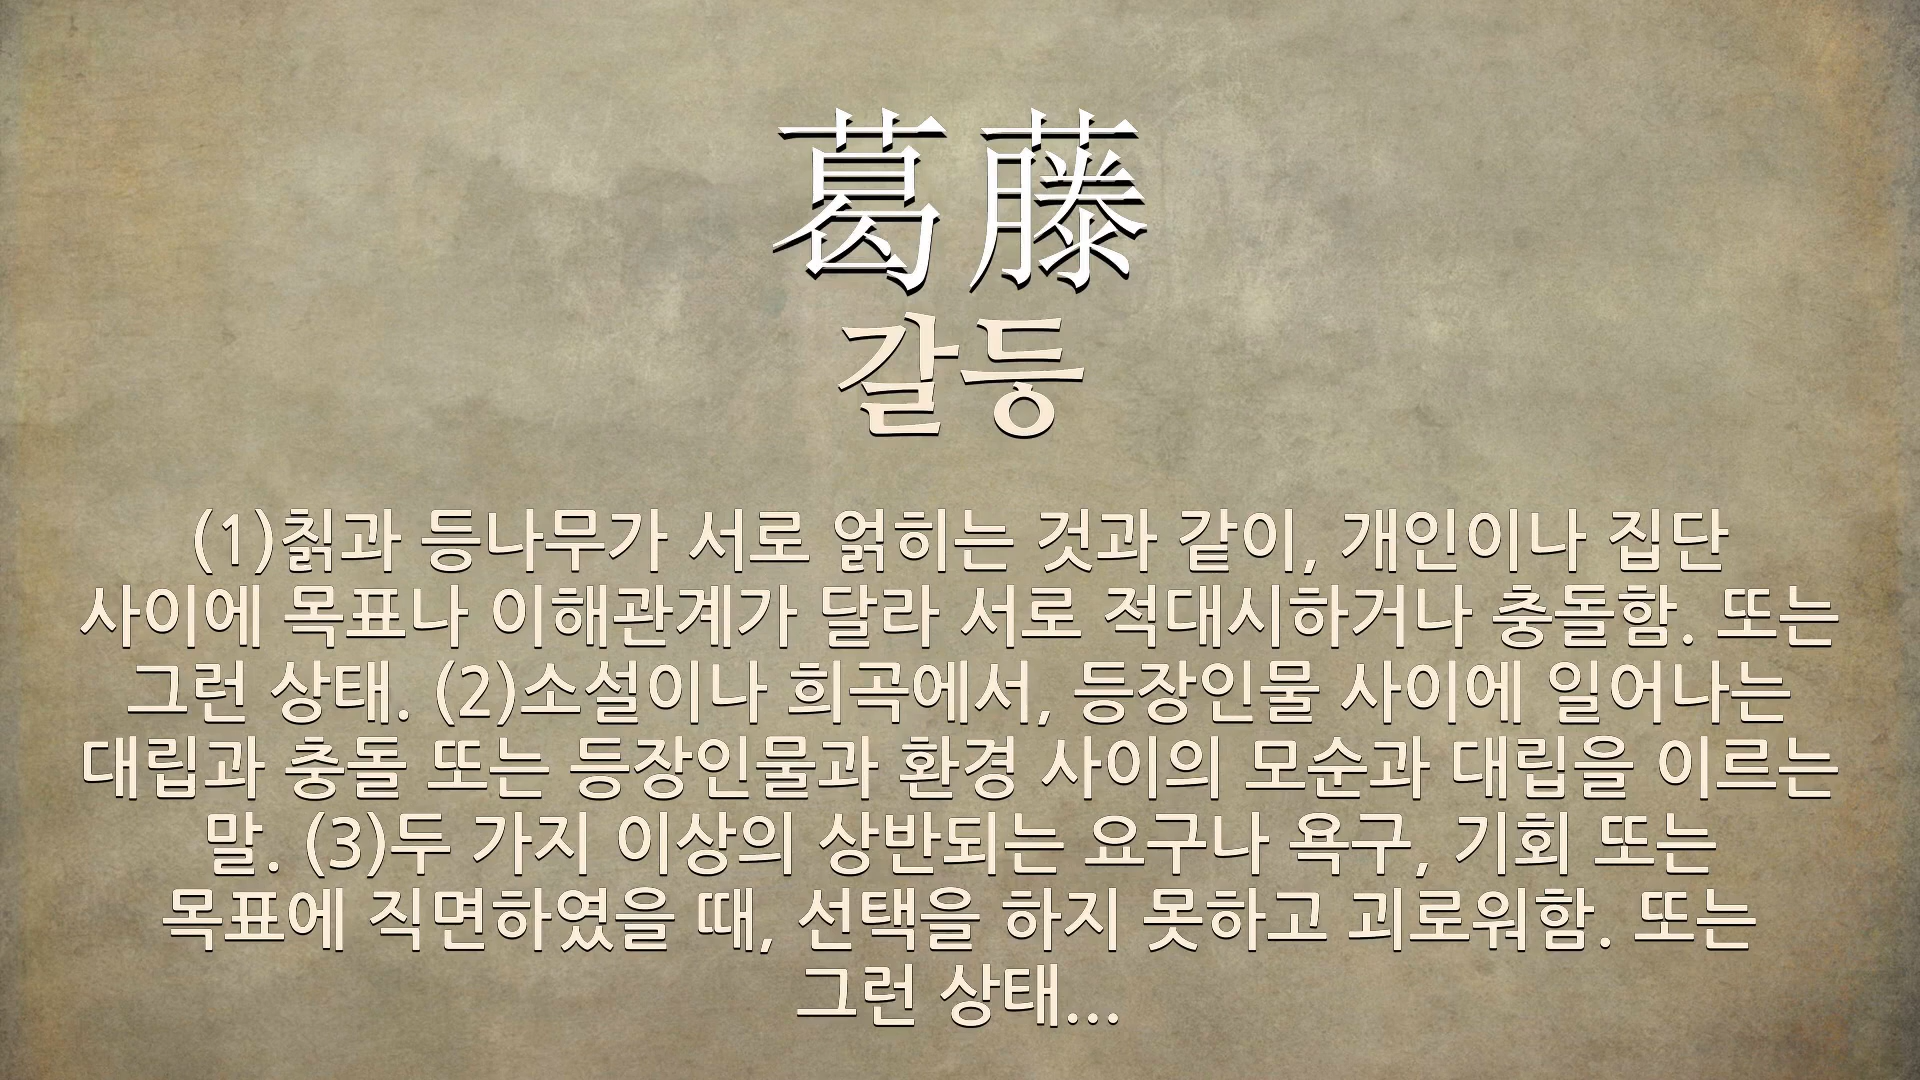 葛藤
갈등
(1)칡과 등나무가 서로 얽히는 것과 같이, 개인이나 집단
사이에 목표나 이해관계가 달라 서로 적대시하거나 충돌함. 또는
그런 상태. (2)소설이나 희곡에서, 등장인물 사이에 일어나는
대립과 충돌 또는 등장인물과 환경 사이의 모순과 대립을 이르는
말. (3)두 가지 이상의 상반되는 요구나 욕구, 기회 또는
목표에 직면하였을 때, 선택을 하지 못하고 괴로워함. 또는
그런 상태...